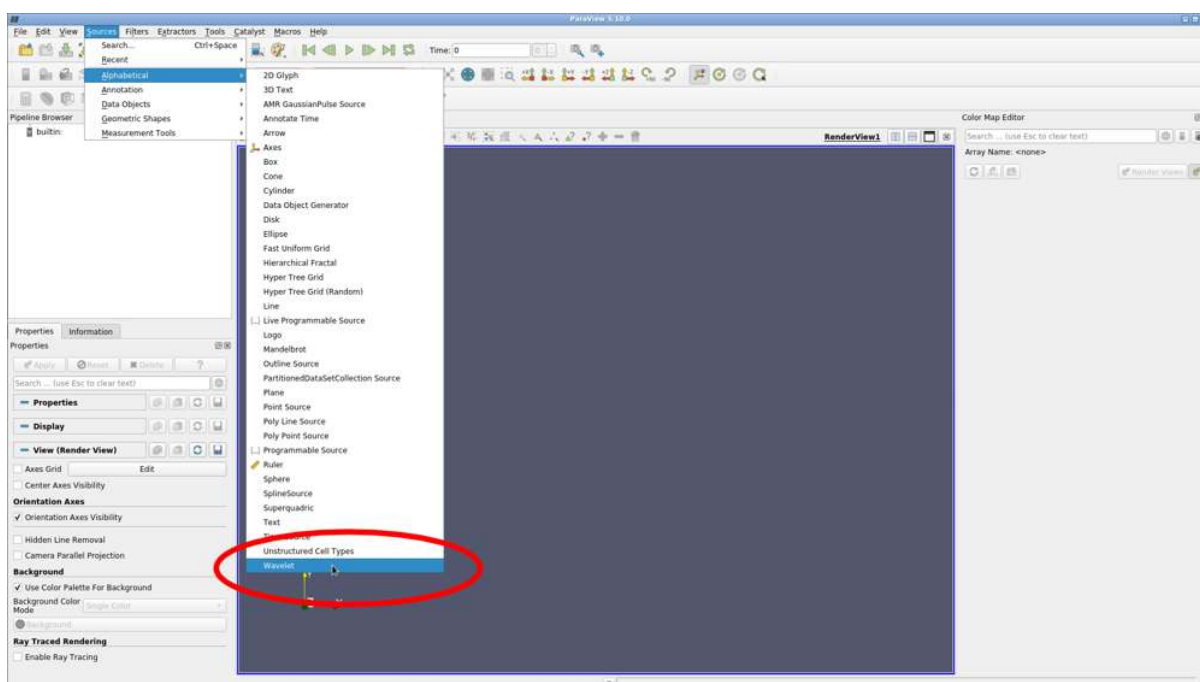 ParaView 5.10.0
File Edit View Sources Filters Extractors Tools Catalyst Macros Help
Search... Ctrl+Space
Recent
Alphabetical
Annotation
Data Objects
Geometric Shapes
Measurement Tools
Time: 0
Pipeline Browser
builtin:
2D Glyph
3D Text
AMR GaussianPulse Source
Annotate Time
Arrow
Axes
Box
Cone
Cylinder
Data Object Generator
Disk
Ellipse
Fast Uniform Grid
Hierarchical Fractal
Hyper Tree Grid
Hyper Tree Grid (Random)
Line
Live Programmable Source
Logo
Mandelbrot
Outline Source
PartitionedDataSetCollection Source
Plane
Point Source
Poly Line Source
Poly Point Source
Programmable Source
Ruler
Sphere
SplineSource
Superquadric
Text
Unstructured Cell Types
Wavelet
RenderView1
Color Map Editor
Search ... (use Esc to clear text)
Array Name: <none>
Render Views
Properties Information
Properties
Apply Reset Delete ?
Search ... (use Esc to clear text)
Properties
Display
View (Render View)
Axes Grid Edit
Center Axes Visibility
Orientation Axes
Orientation Axes Visibility
Hidden Line Removal
Camera Parallel Projection
Background
Use Color Palette For Background
Background Color Mode Single Color
Background
Ray Traced Rendering
Enable Ray Tracing